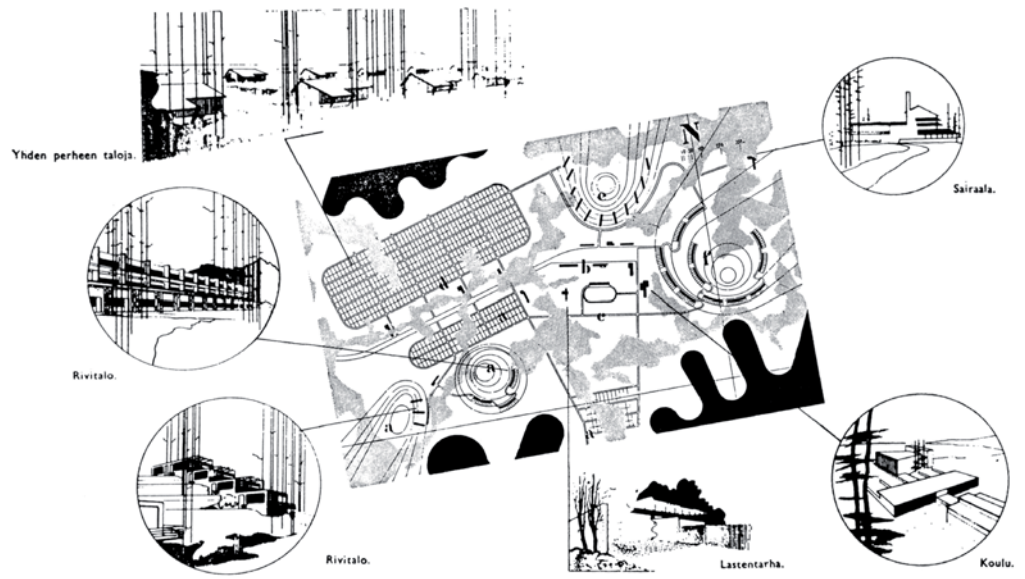 Yhden perheen taloja.
Sairaala.
Rivitalo.
Rivitalo.
Lastentarha.
Koulu.
N
e
f
b
d
a
e
a
a